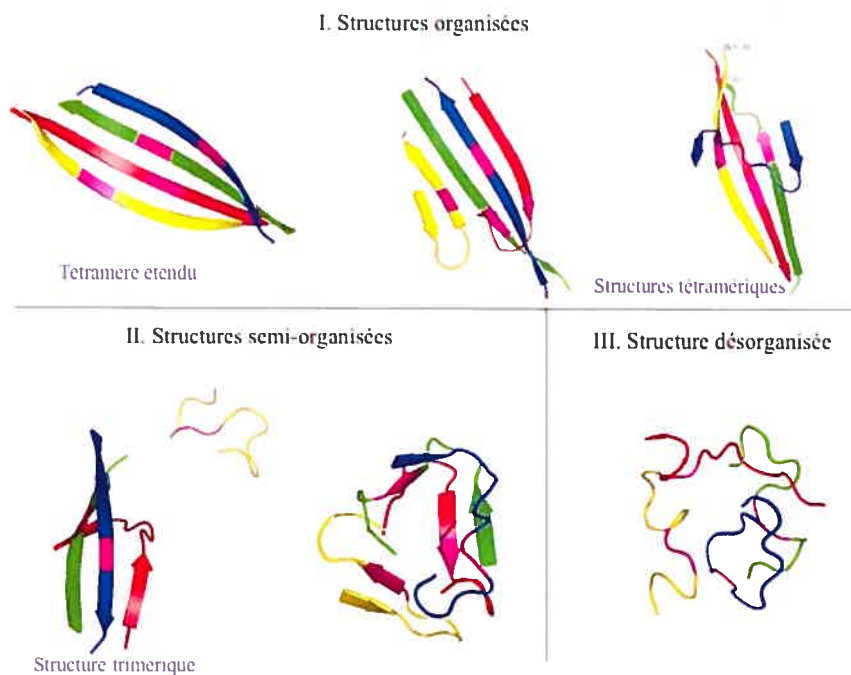 I. Structures organisées
Tetramere etendu
Structures tétramériques
II. Structures semi-organisées
III. Structure désorganisée
Structure trimerique